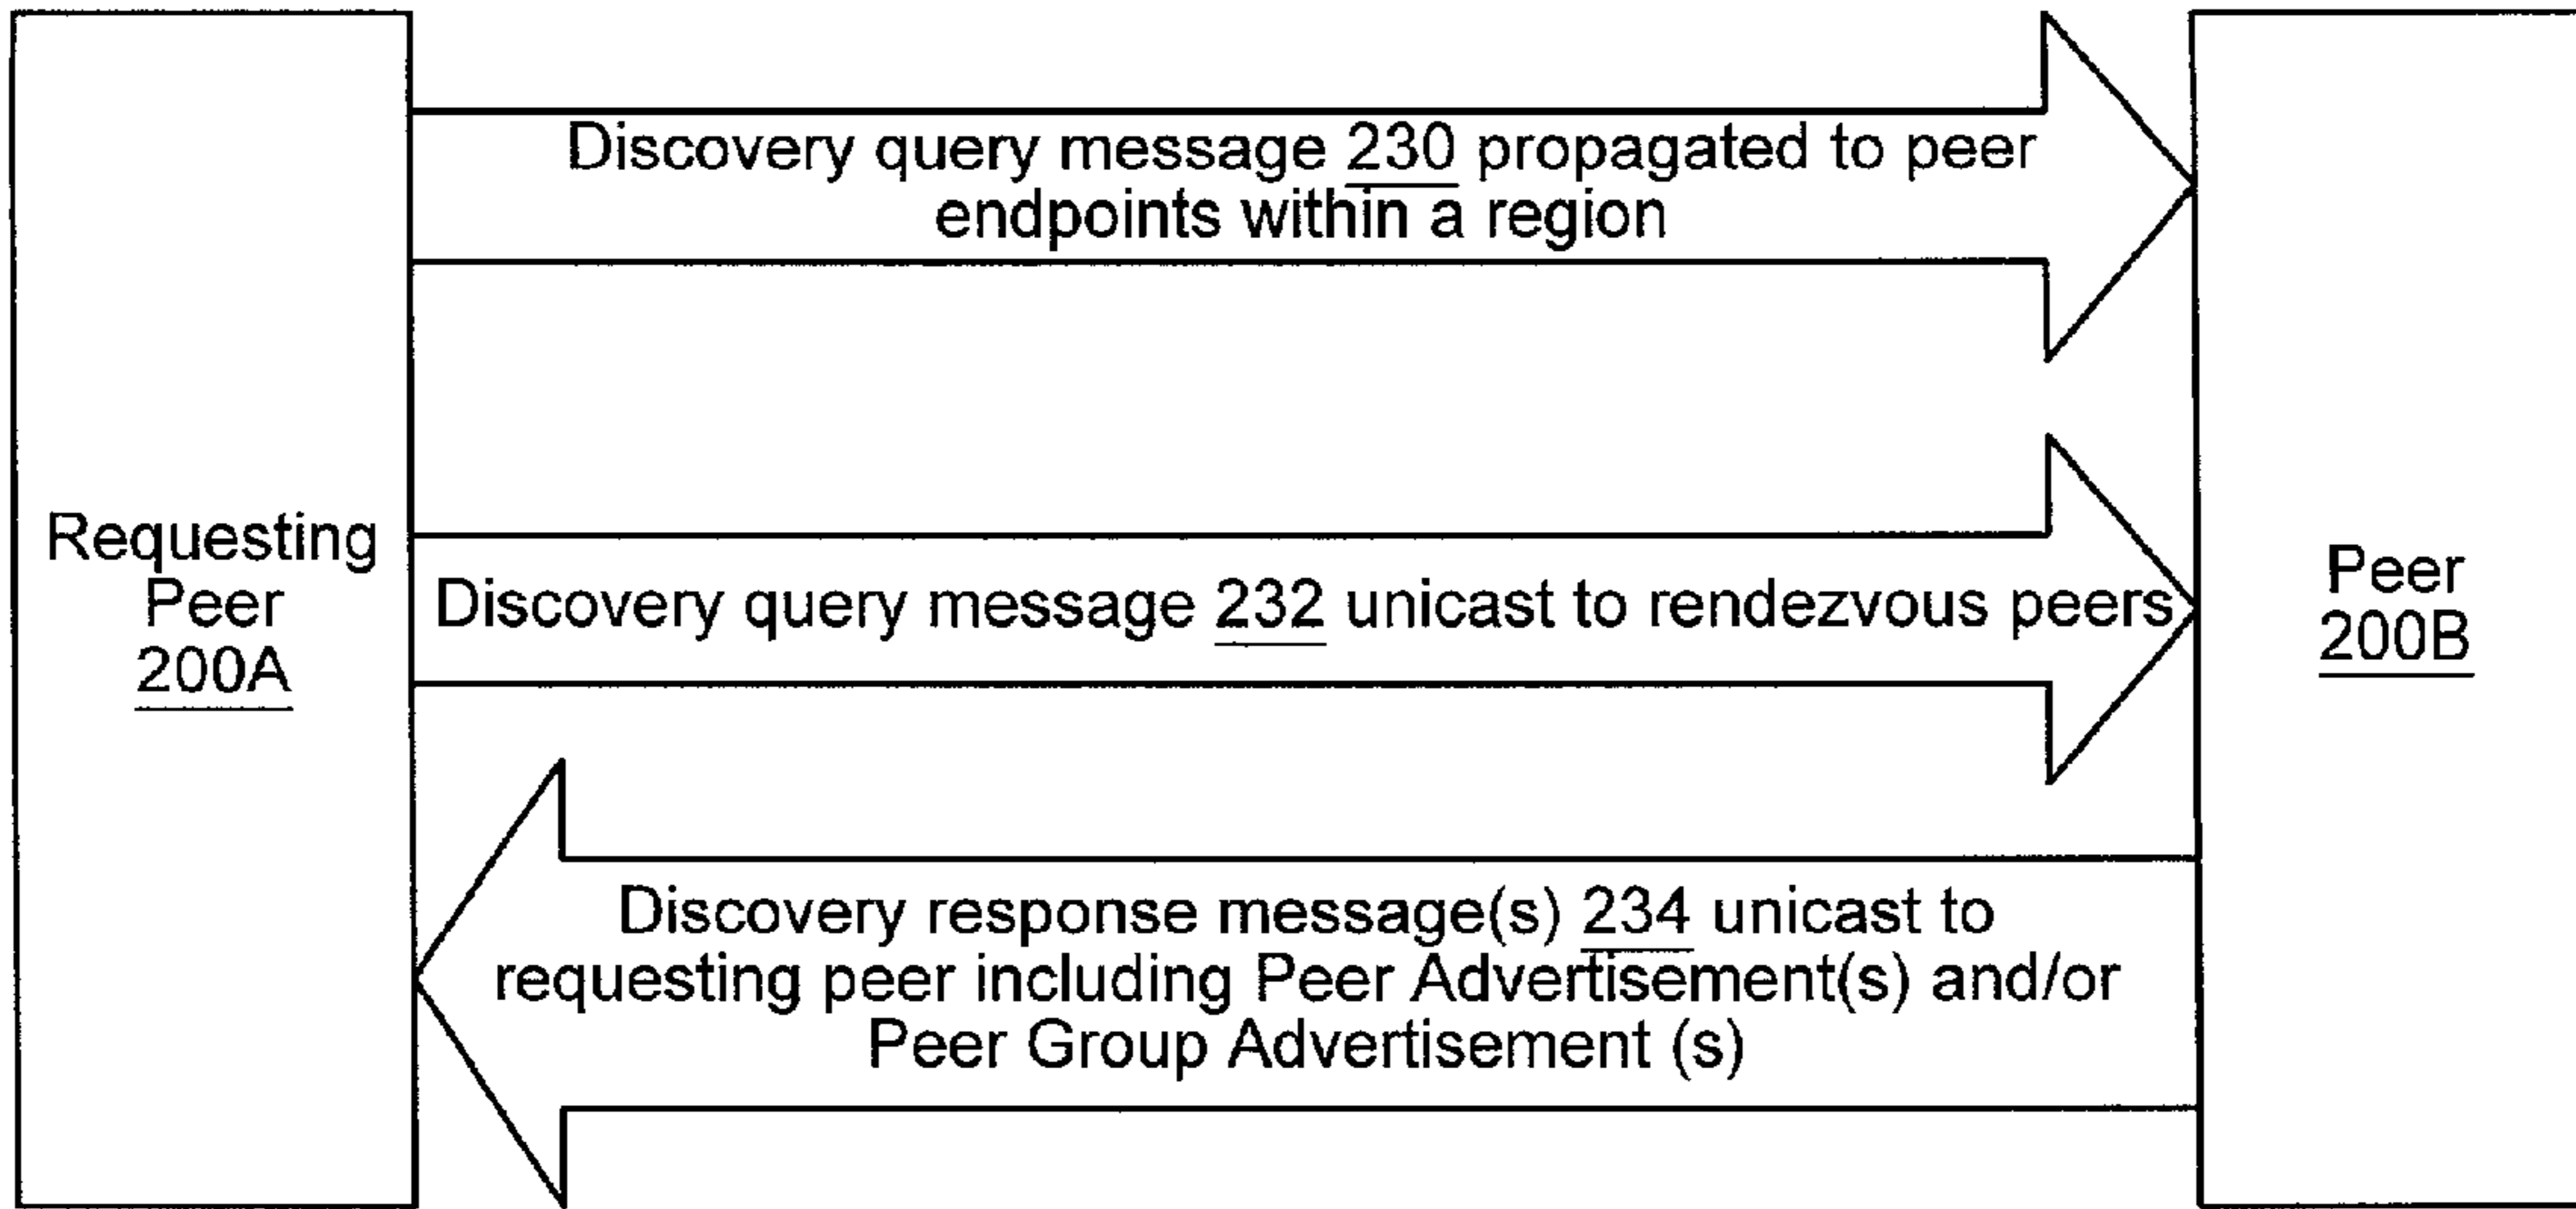 Discovery query message 230 propagated to peer
endpoints within a region
Requesting
Peer
200A
Discovery query message 232 unicast to rendezvous peers
Peer
200B
Discovery response message(s) 234 unicast to
requesting peer including Peer Advertisement(s) and/or
Peer Group Advertisement (s)